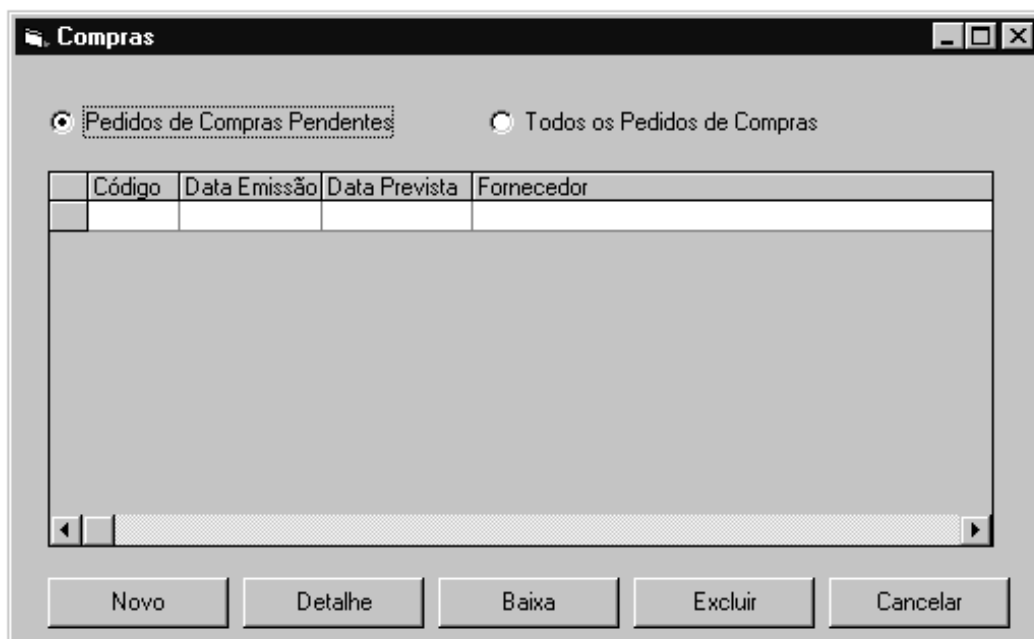 Compras
Pedidos de Compras Pendentes Todos os Pedidos de Compras
Código Data Emissão Data Prevista Fornecedor
Novo Detalhe Baixa Excluir Cancelar